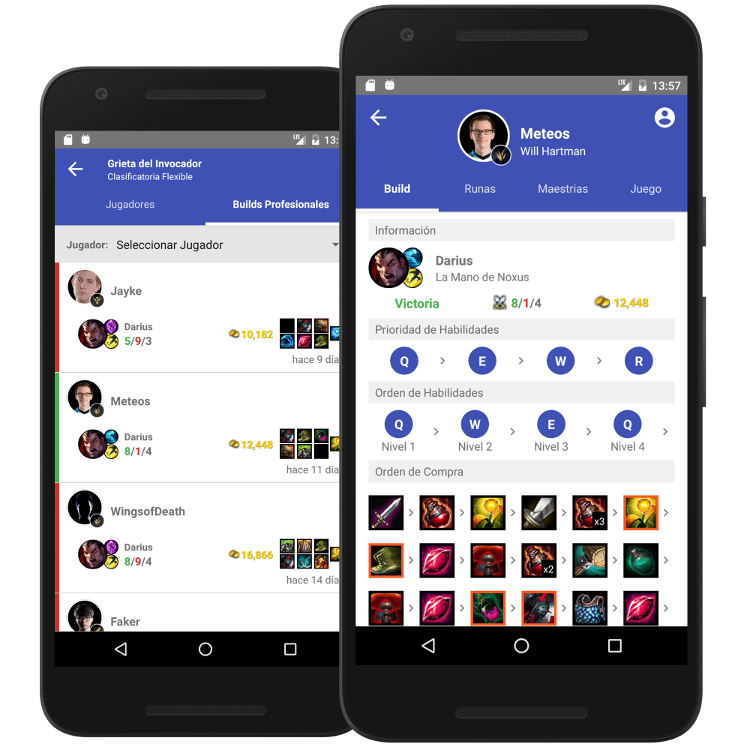 13:
Grieta del Invocador
Clasificatoria Flexible
Jugadores
Builds Profesionales
Jugador: Seleccionar Jugador
Jayke
Darius
5/9/3
10,182
hace 9 día
Meteos
Darius
8/1/4
12,448
hace 11 día
WingsofDeath
Darius
8/9/4
16,866
hace 14 día
Faker
LTE 13:57
Meteos
Will Hartman
Build Runas Maestrias Juego
Información
Darius
La Mano de Noxus
Victoria 8/1/4 12,448
Prioridad de Habilidades
Q > E > W > R
Orden de Habilidades
Q > W > E > Q >
Nivel 1 Nivel 2 Nivel 3 Nivel 4
Orden de Compra
x3
x2